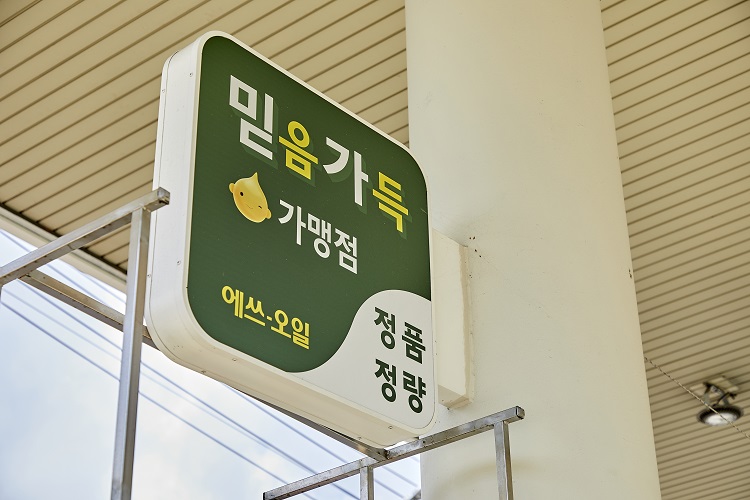 믿음가득
가맹점
에쓰-오일
정품
정량